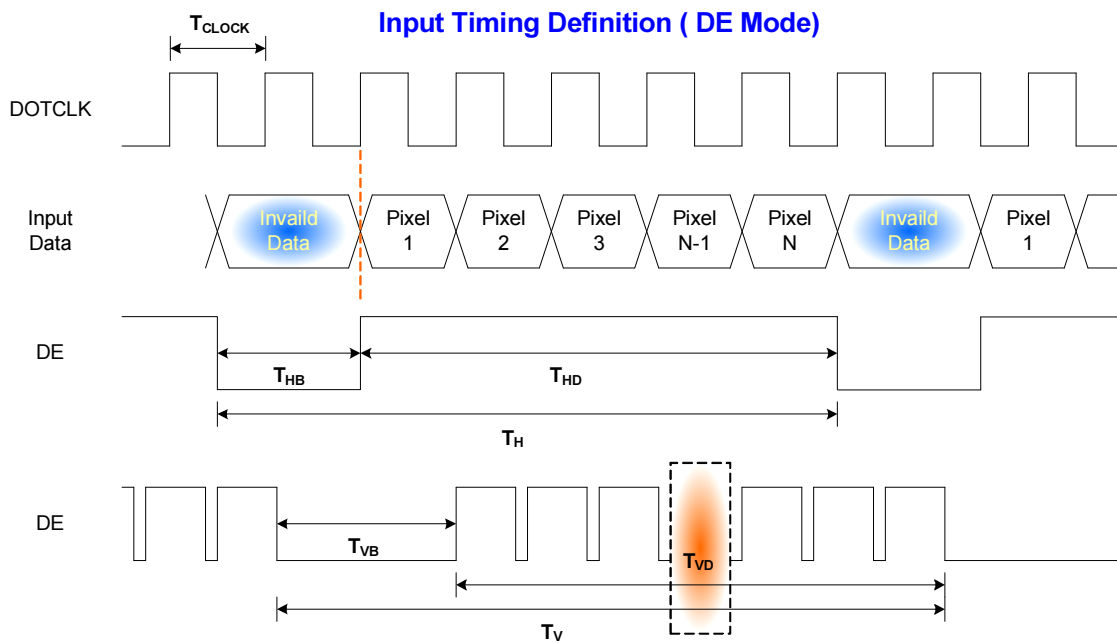 Input Timing Definition ( DE Mode)
TCLOCK
DOTCLK
Input
Data
Invaild
Data
Pixel
1
Pixel
2
Pixel
3
Pixel
N-1
Pixel
N
Invaild
Data
Pixel
1
DE
THB
THD
TH
DE
TVB
TVD
TV